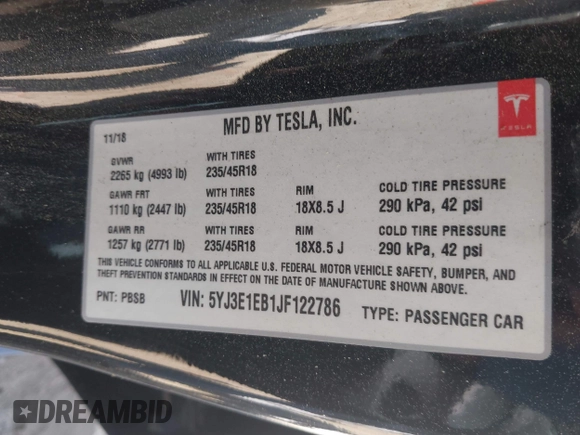 MFD BY TESLA, INC.
TESLA
11/18
GVWR WITH TIRES
2265 kg (4993 lb) 235/45R18
GAWR FRT WITH TIRES RIM COLD TIRE PRESSURE
1110 kg (2447 lb) 235/45R18 18X8.5 J 290 kPa, 42 psi
GAWR RR WITH TIRES RIM COLD TIRE PRESSURE
1257 kg (2771 lb) 235/45R18 18X8.5 J 290 kPa, 42 psi
THIS VEHICLE CONFORMS TO ALL APPLICABLE U.S. FEDERAL MOTOR VEHICLE SAFETY, BUMPER, AND
THEFT PREVENTION STANDARDS IN EFFECT ON THE DATE OF MANUFACTURE SHOWN ABOVE.
PNT: PBSB VIN: 5YJ3E1EB1JF122786 TYPE: PASSENGER CAR
DREAMBID